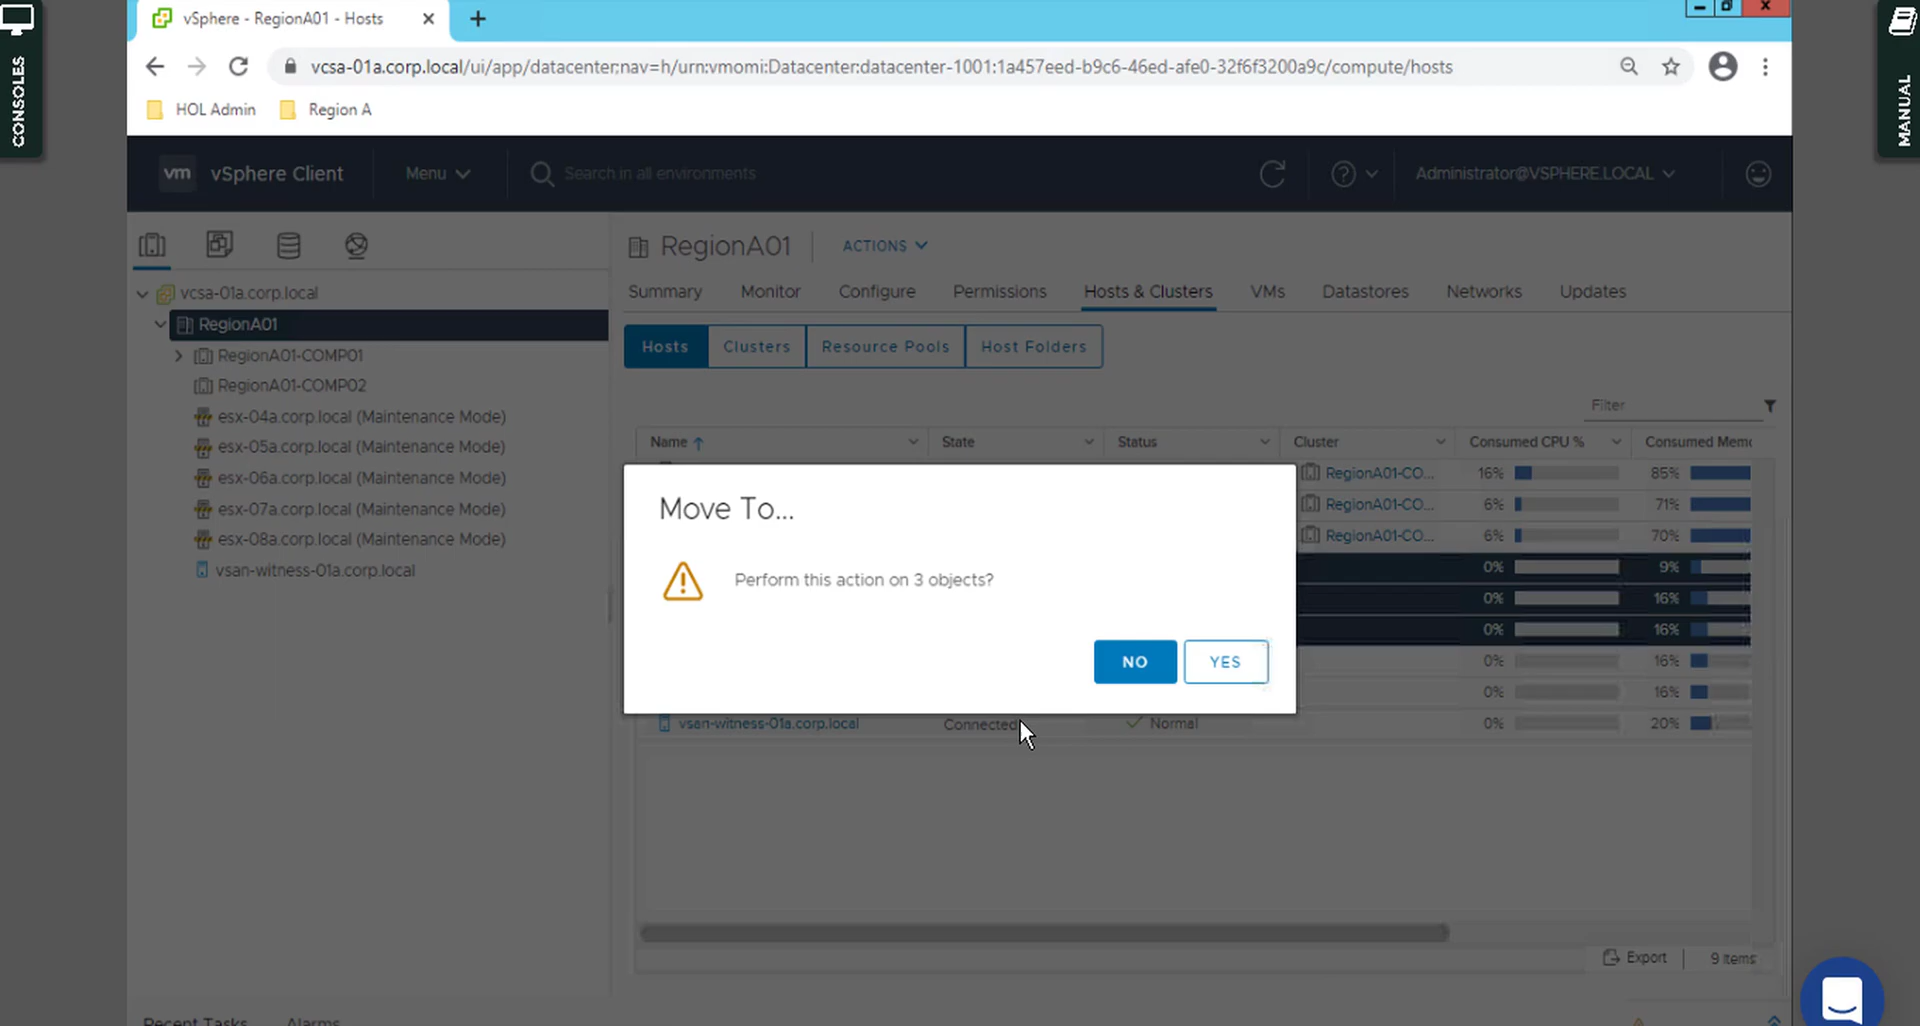 CONSOLES
MANUAL
vSphere - RegionA01 - Hosts
vcsa-01a.corp.local/ui/app/datacenter;nav=h/urn:vmomi:Datacenter:datacenter-1001:1a457eed-b9c6-46ed-afe0-32f6f3200a9c/compute/hosts
HOL Admin Region A
vm vSphere Client Menu Search in all environments Administrator@VSPHERE.LOCAL
RegionA01 ACTIONS
Summary Monitor Configure Permissions Hosts & Clusters VMs Datastores Networks Updates
Hosts Clusters Resource Pools Host Folders
vcsa-01a.corp.local
RegionA01
RegionA01-COMP01
RegionA01-COMP02
esx-04a.corp.local (Maintenance Mode)
esx-05a.corp.local (Maintenance Mode)
esx-06a.corp.local (Maintenance Mode)
esx-07a.corp.local (Maintenance Mode)
esx-08a.corp.local (Maintenance Mode)
vsan-witness-01a.corp.local
Filter
Name State Status Cluster Consumed CPU % Consumed Memo
RegionA01-CO... 16% 85%
RegionA01-CO... 6% 71%
RegionA01-CO... 6% 70%
0% 9%
0% 16%
0% 16%
0% 16%
0% 16%
vsan-witness-01a.corp.local Connected Normal 0% 20%
Move To...
Perform this action on 3 objects?
NO YES
Export 9 items
Recent Tasks Alarms